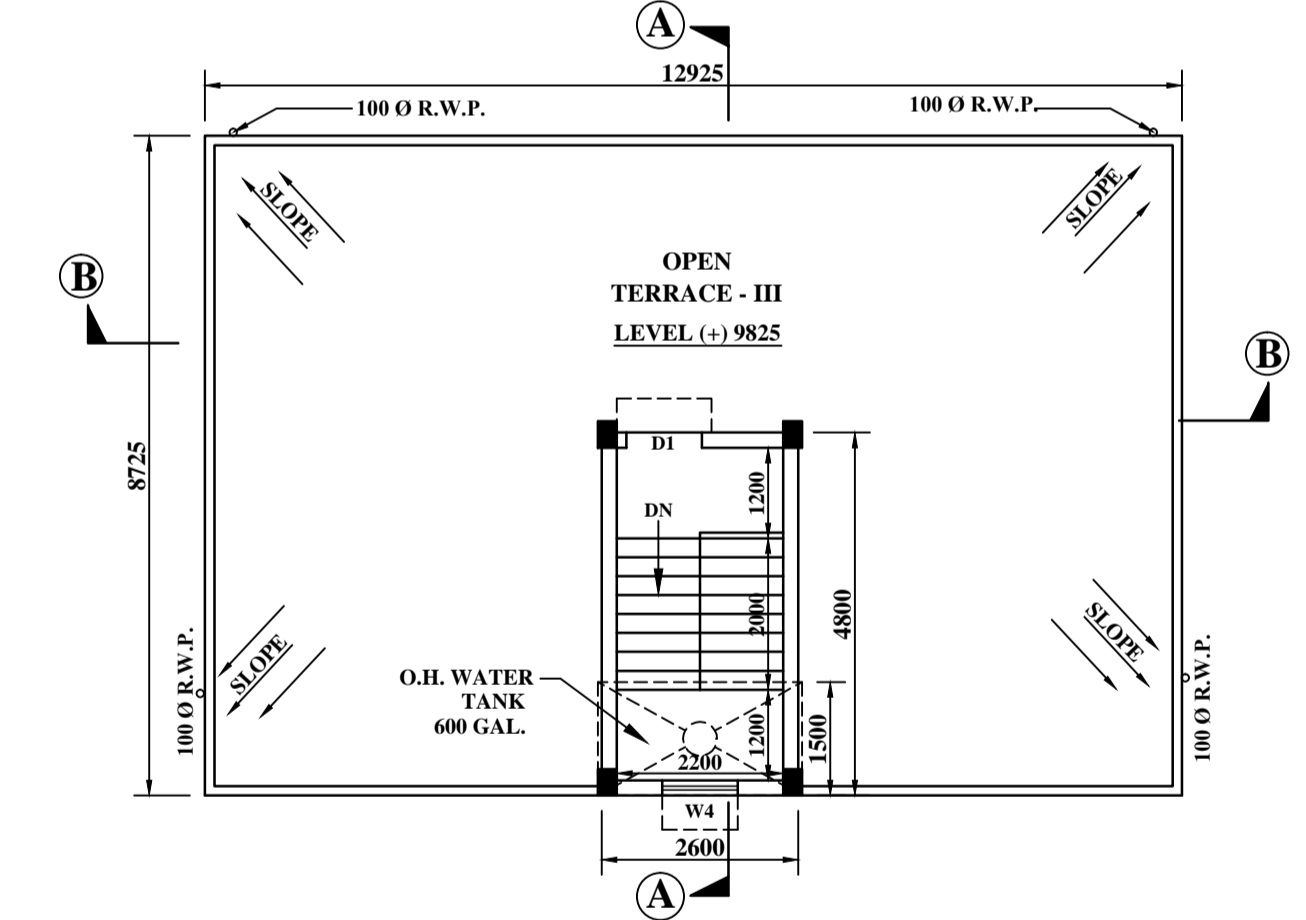 A
12925
100 Ø R.W.P.
100 Ø R.W.P.
SLOPE
SLOPE
OPEN
TERRACE - III
LEVEL (+) 9825
B
B
8725
D1
1200
DN
2000
4800
SLOPE
SLOPE
100 Ø R.W.P.
100 Ø R.W.P.
O.H. WATER
TANK
600 GAL.
1200
1500
2200
W4
2600
A